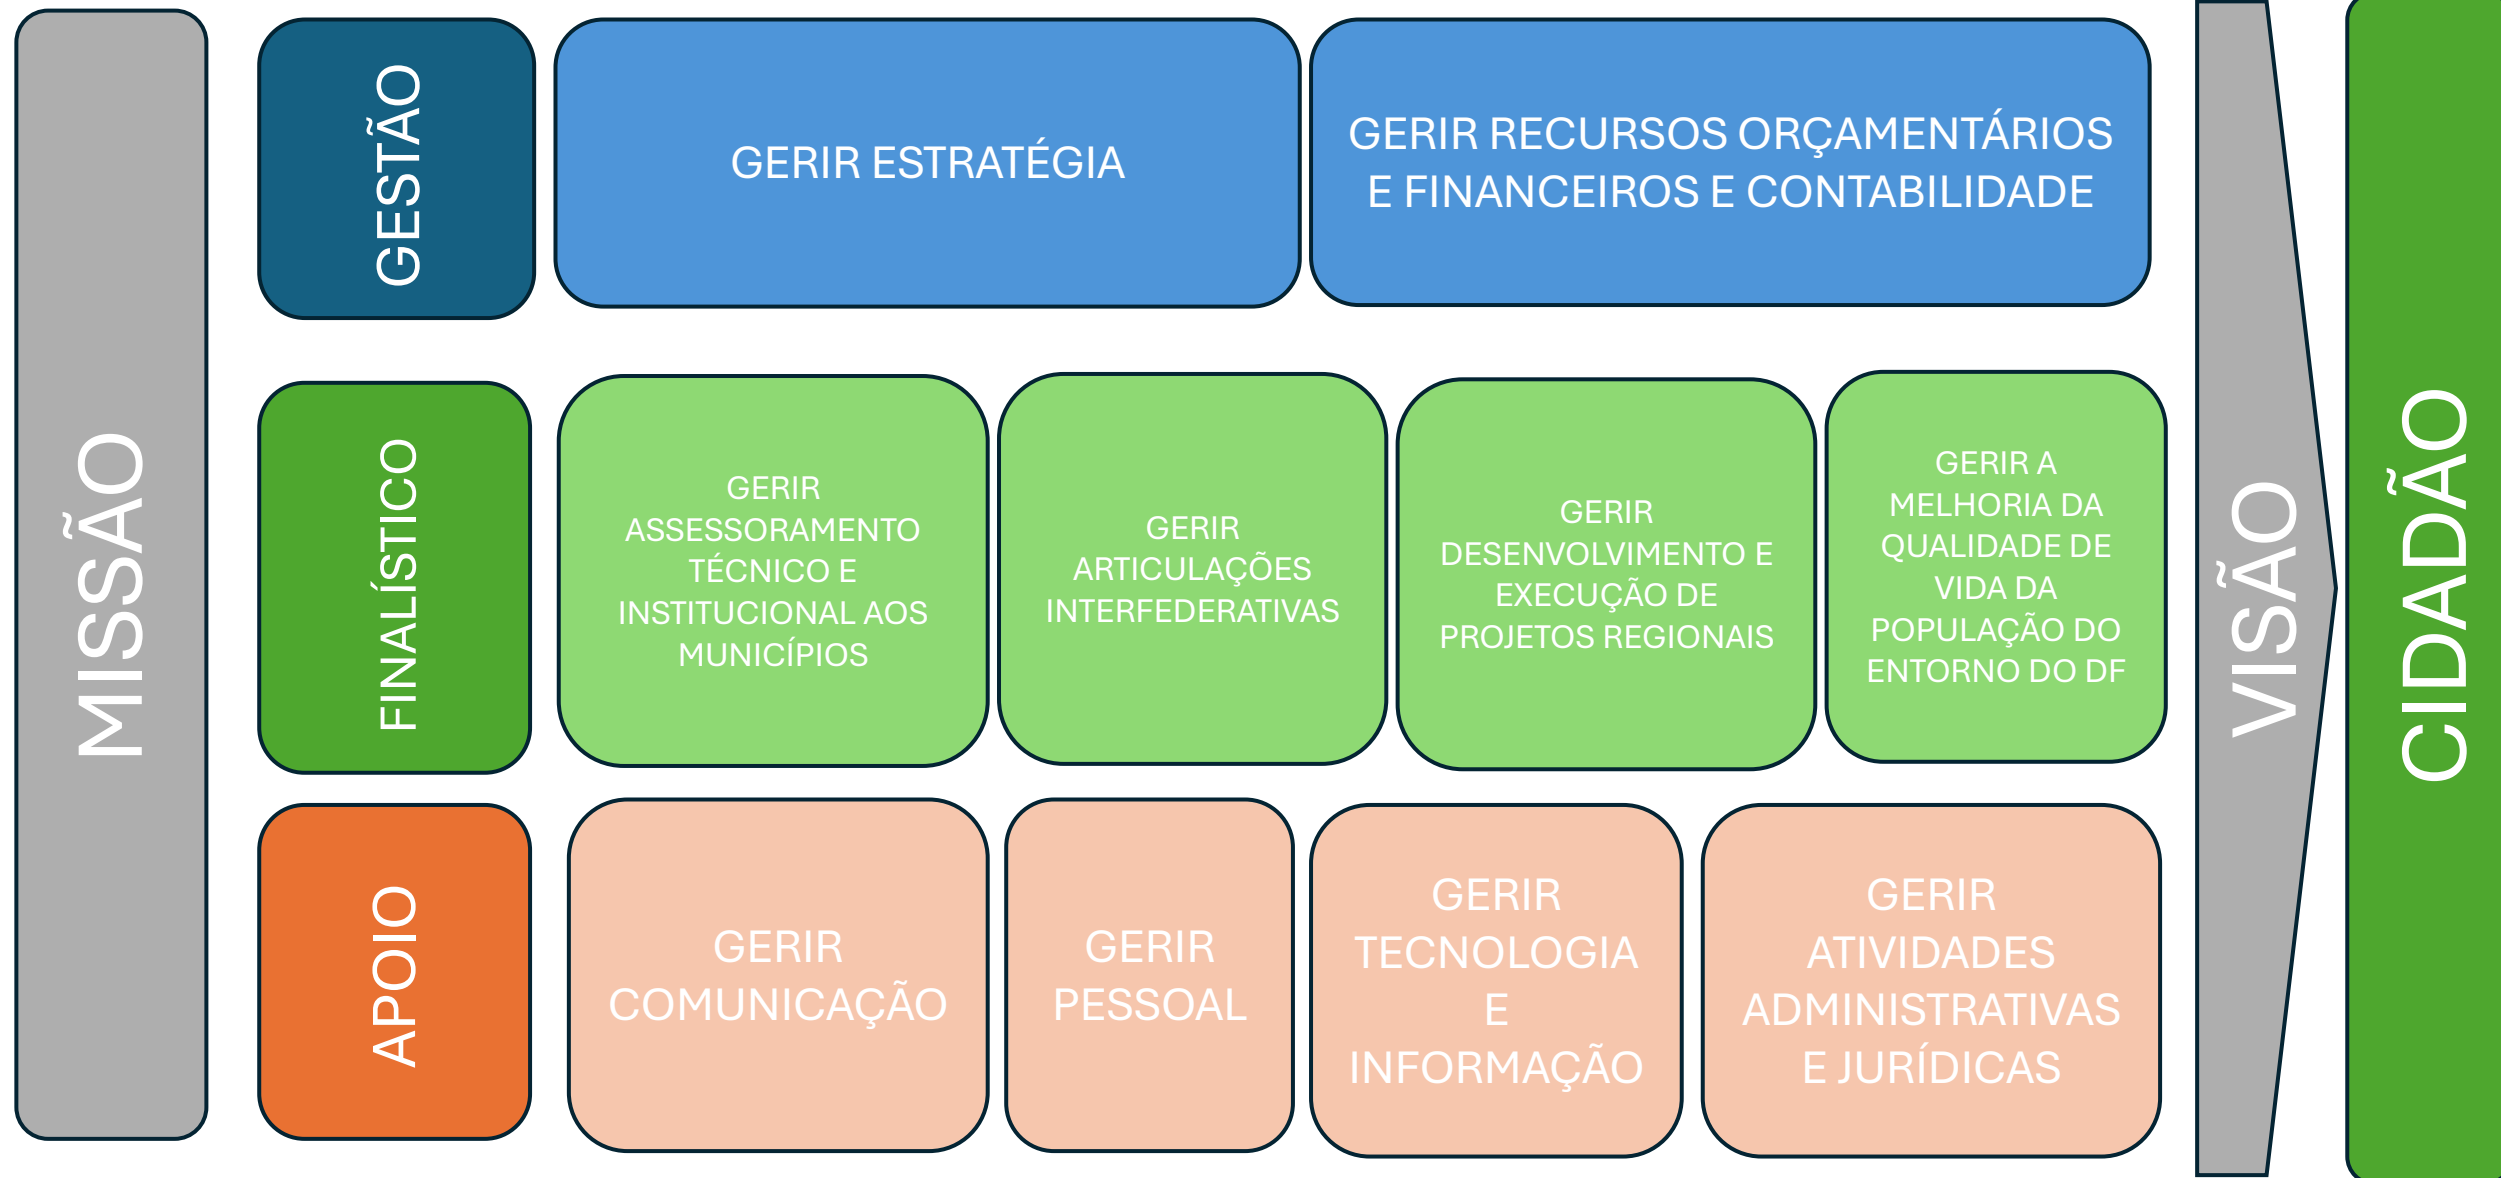 MISSÃO
GESTÃO
GERIR ESTRATÉGIA
GERIR RECURSOS ORÇAMENTÁRIOS
E FINANCEIROS E CONTABILIDADE
FINALÍSTICO
GERIR
ASSESSORAMENTO
TÉCNICO E
INSTITUCIONAL AOS
MUNICÍPIOS
GERIR
ARTICULAÇÕES
INTERFEDERATIVAS
GERIR
DESENVOLVIMENTO E
EXECUÇÃO DE
PROJETOS REGIONAIS
GERIR A
MELHORIA DA
QUALIDADE DE
VIDA DA
POPULAÇÃO DO
ENTORNO DO DF
APOIO
GERIR
COMUNICAÇÃO
GERIR
PESSOAL
GERIR
TECNOLOGIA
E
INFORMAÇÃO
GERIR
ATIVIDADES
ADMINISTRATIVAS
E JURÍDICAS
VISÃO
CIDADÃO